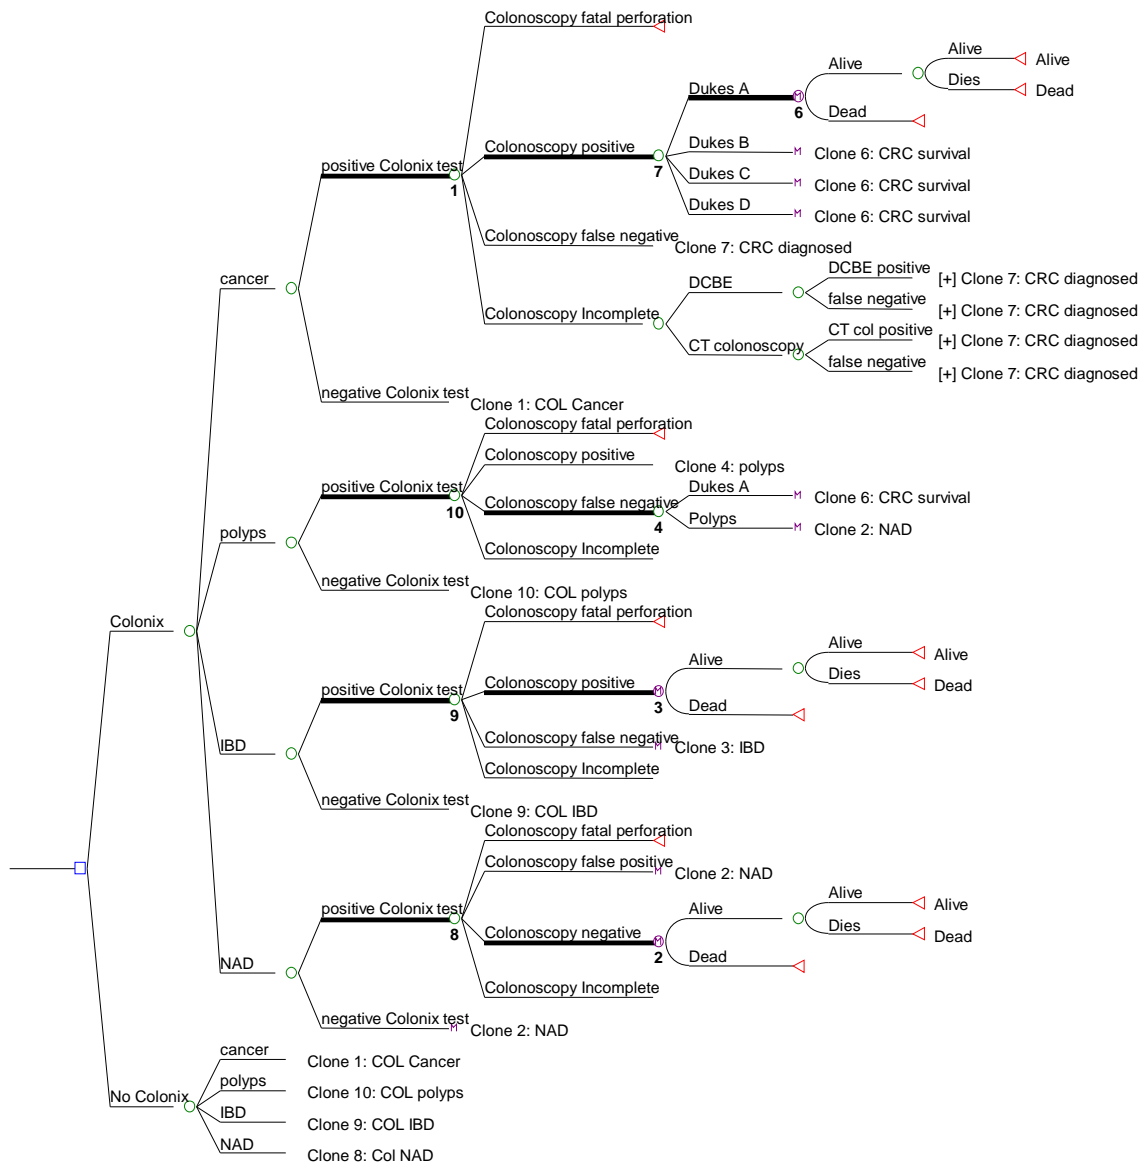 Colonoscopy fatal perforation
Alive
Alive
Alive
Dies
Dead
Dukes A
6
Dead
Colonoscopy positive
7
Dukes B
Clone 6: CRC survival
Dukes C
Clone 6: CRC survival
Dukes D
Clone 6: CRC survival
positive Colonix test
1
Colonoscopy false negative
Clone 7: CRC diagnosed
cancer
DCBE
DCBE positive
[+] Clone 7: CRC diagnosed
false negative
[+] Clone 7: CRC diagnosed
Colonoscopy Incomplete
CT colonoscopy
CT col positive
[+] Clone 7: CRC diagnosed
false negative
[+] Clone 7: CRC diagnosed
negative Colonix test
Clone 1: COL Cancer
Colonoscopy fatal perforation
Colonoscopy positive
Clone 4: polyps
positive Colonix test
10
Colonoscopy false negative
4
Dukes A
Clone 6: CRC survival
Polyps
Clone 2: NAD
polyps
Colonoscopy Incomplete
negative Colonix test
Clone 10: COL polyps
Colonix
Colonoscopy fatal perforation
Alive
Alive
Dies
Dead
positive Colonix test
9
Colonoscopy positive
3
Dead
IBD
Colonoscopy false negative
Clone 3: IBD
Colonoscopy Incomplete
negative Colonix test
Clone 9: COL IBD
Colonoscopy fatal perforation
Colonoscopy false positive
Clone 2: NAD
positive Colonix test
8
Alive
Alive
Dies
Dead
Colonoscopy negative
2
Dead
NAD
Colonoscopy Incomplete
negative Colonix test
Clone 2: NAD
No Colonix
cancer
Clone 1: COL Cancer
polyps
Clone 10: COL polyps
IBD
Clone 9: COL IBD
NAD
Clone 8: Col NAD